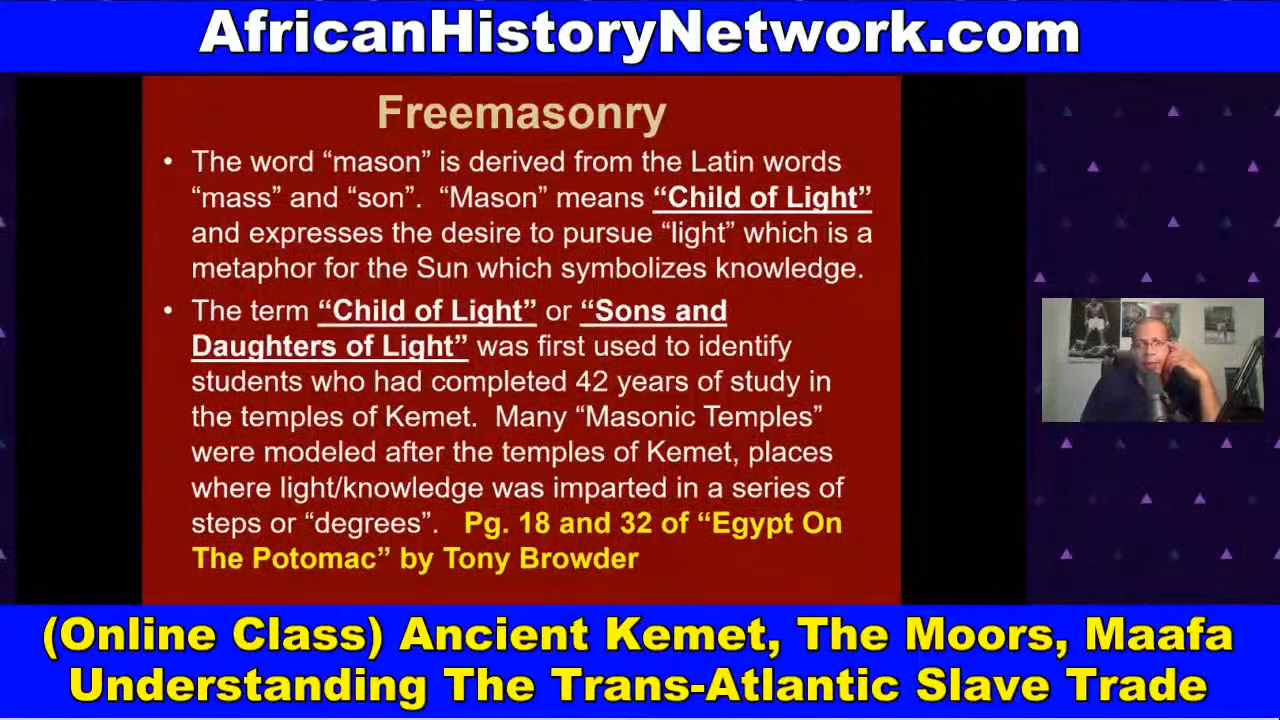 AfricanHistoryNetwork.com
Freemasonry
• The word “mason” is derived from the Latin words
“mass” and “son”. “Mason” means “Child of Light”
and expresses the desire to pursue “light” which is a
metaphor for the Sun which symbolizes knowledge.
• The term “Child of Light” or “Sons and
Daughters of Light” was first used to identify
students who had completed 42 years of study in
the temples of Kemet. Many “Masonic Temples”
were modeled after the temples of Kemet, places
where light/knowledge was imparted in a series of
steps or “degrees”. Pg. 18 and 32 of “Egypt On
The Potomac” by Tony Browder
(Online Class) Ancient Kemet, The Moors, Maafa
Understanding The Trans-Atlantic Slave Trade